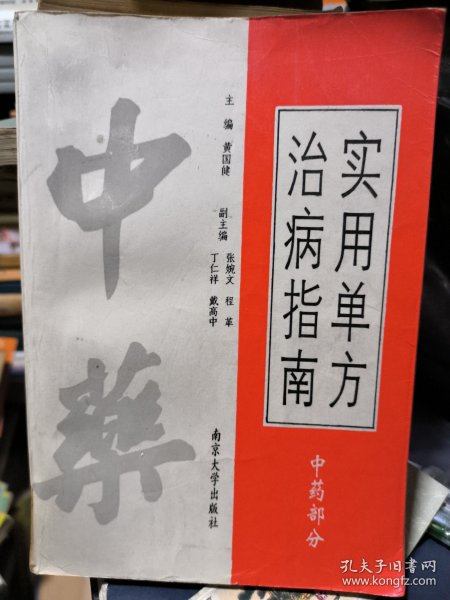 实用单方
治病指南
中药部分
主编 黄国健
副主编 张婉文 程革
丁仁祥 戴高中
南京大学出版社
中藥
孔夫子旧书网
www.kongfz.com